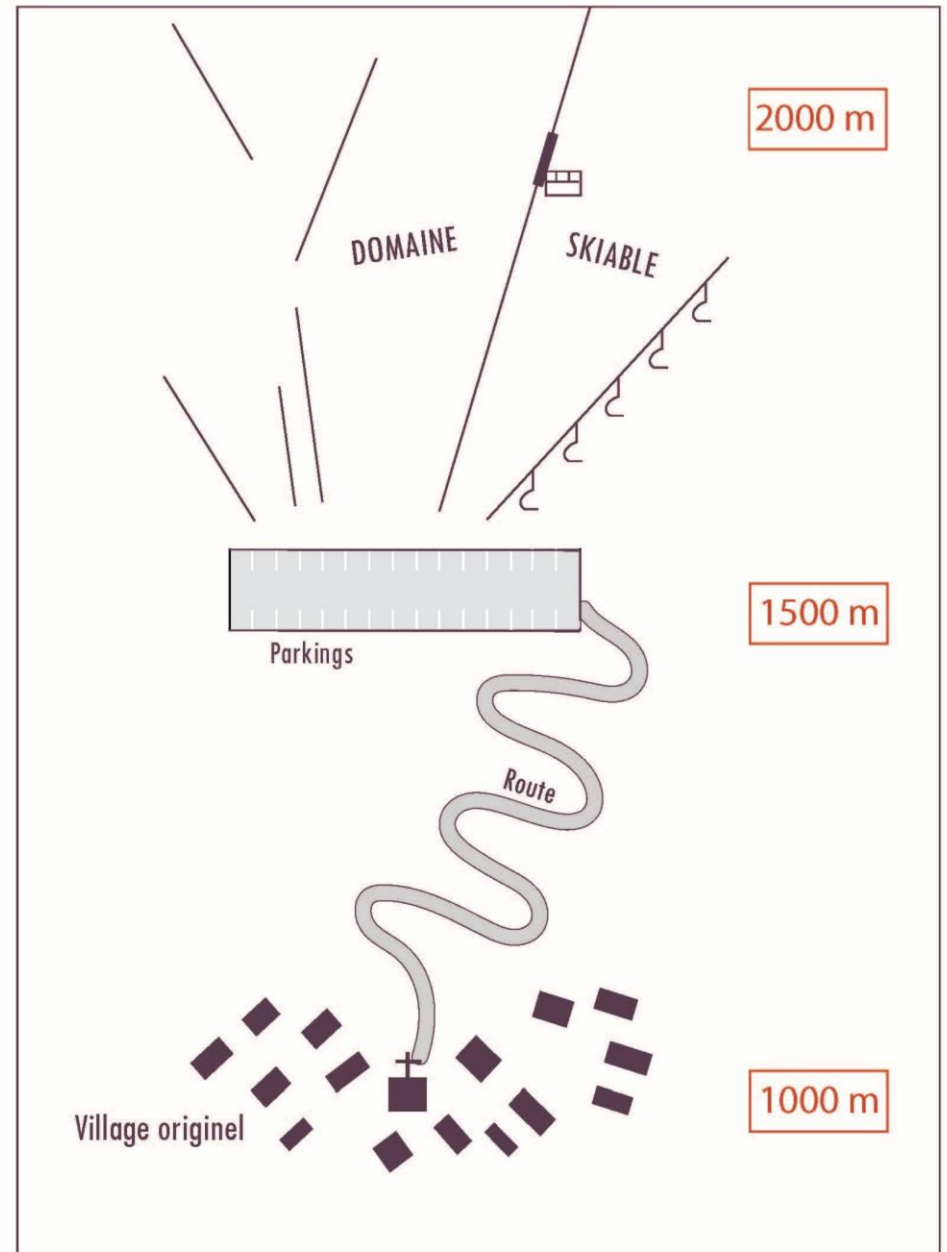 2000 m
DOMAINE SKIABLE
1500 m
Parkings
Route
1000 m
Village originel